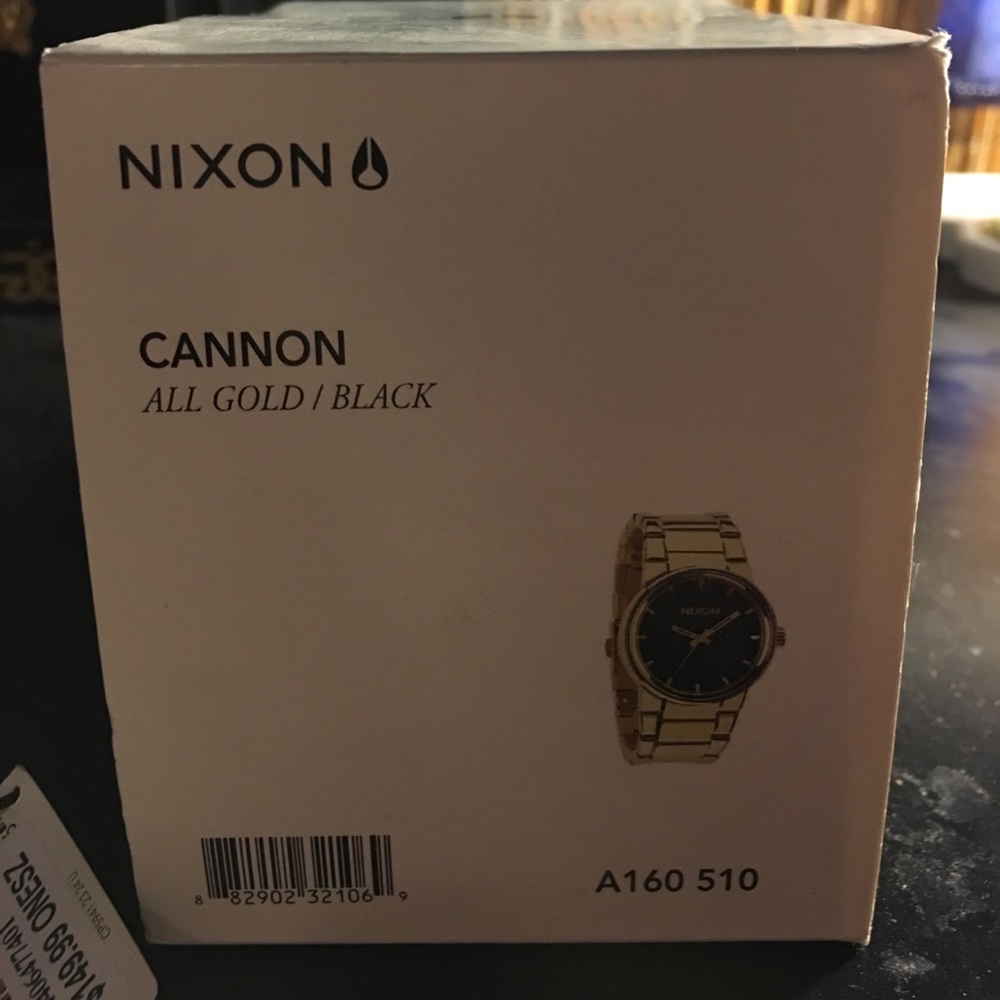 NIXON
CANNON
ALL GOLD / BLACK
NIXON
8 82902 32106 9
A160 510
$149.99 ONESZ